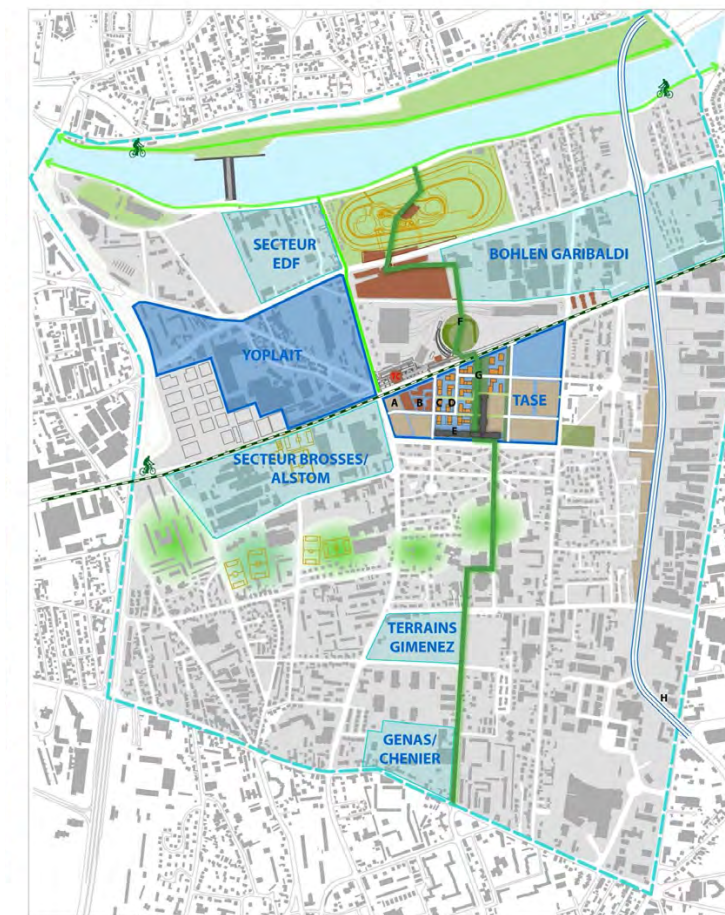 SECTEUR
EDF
BOHLEN GARIBALDI
F
YOPLAIT
G
A
B
C
D
TASE
E
SECTEUR BROSSES/
ALSTOM
TERRAINS
GIMENEZ
H
GENAS/
CHENIER